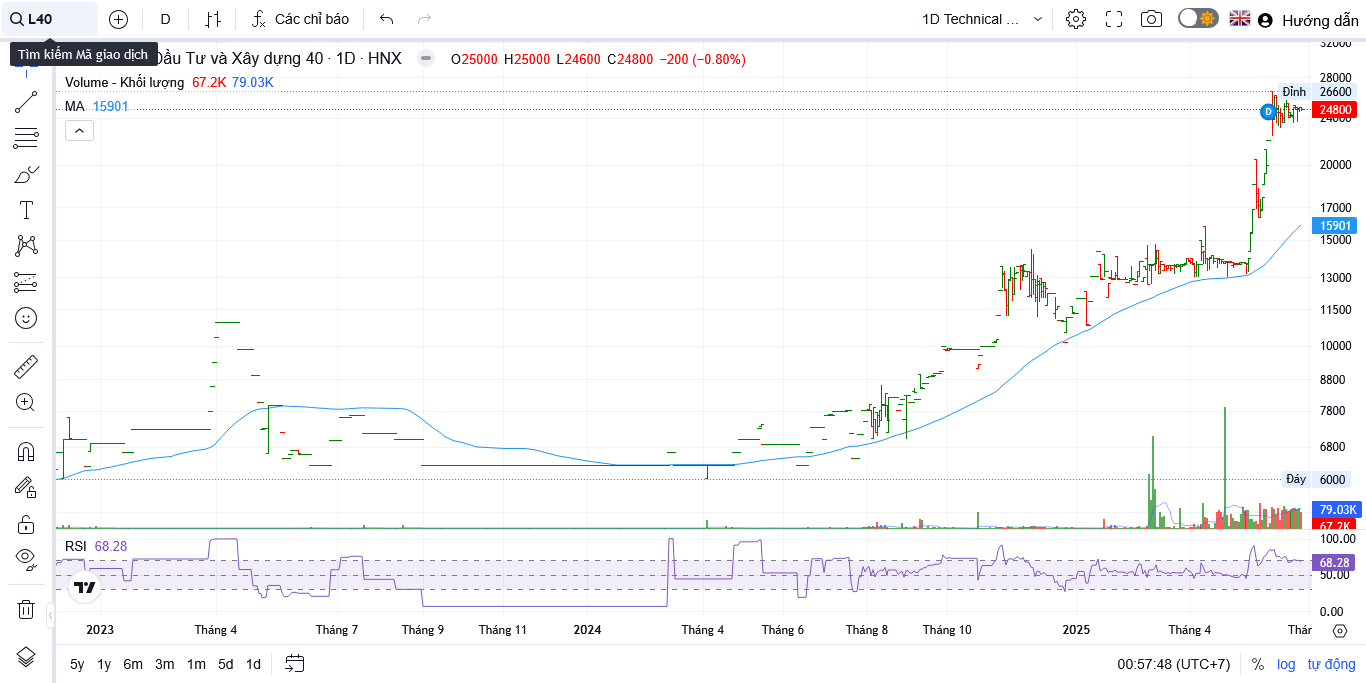 L40
D
Các chỉ báo
1D Technical ...
Hướng dẫn
Tìm kiếm Mã giao dịch
Đầu Tư và Xây dựng 40 · 1D · HNX
O25000 H25000 L24600 C24800 −200 (−0.80%)
Volume - Khối lượng 67.2K 79.03K
MA 15901
32000
28000
Đỉnh 26600
D
24800
24000
20000
17000
15901
15000
13000
11500
10000
8800
7800
6800
Đáy 6000
79.03K
67.2K
RSI 68.28
100.00
68.28
50.00
0.00
2023 Tháng 4 Tháng 7 Tháng 9 Tháng 11 2024 Tháng 4 Tháng 6 Tháng 8 Tháng 10 2025 Tháng 4 Thár
5y 1y 6m 3m 1m 5d 1d
00:57:48 (UTC+7) % log tự động